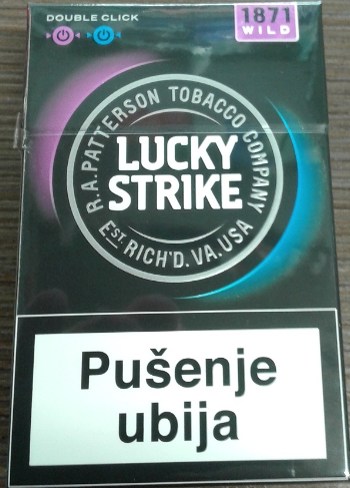 DOUBLE CLICK
1871
WILD
R.A.PATTERSON TOBACCO COMPANY
LUCKY
STRIKE
EST. RICH'D. VA. USA
Pušenje
ubija